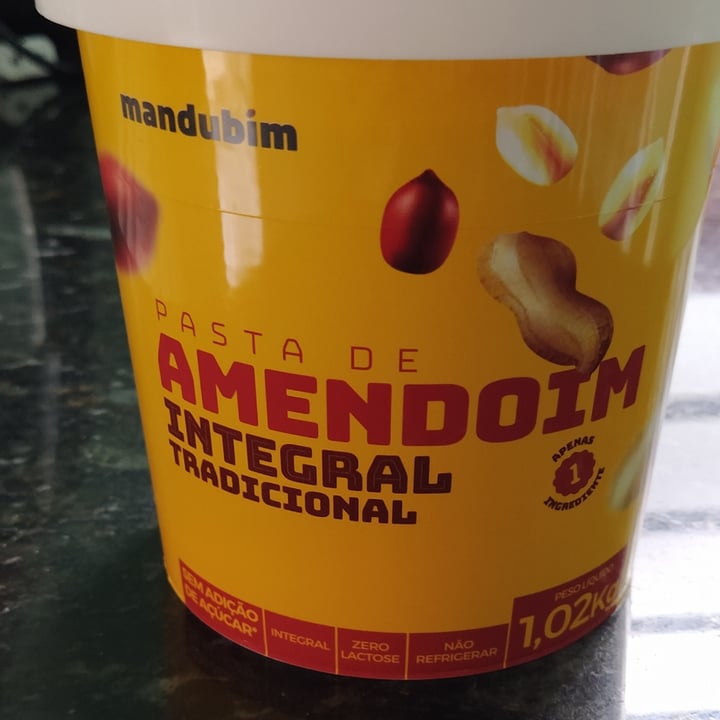 mandubim
PASTA DE
AMENDOIM
INTEGRAL
TRADICIONAL
APENAS
1
INGREDIENTE
SEM ADIÇÃO
DE AÇÚCAR*
INTEGRAL
ZERO
LACTOSE
NÃO
REFRIGERAR
PESO LÍQUIDO
1,02Kg